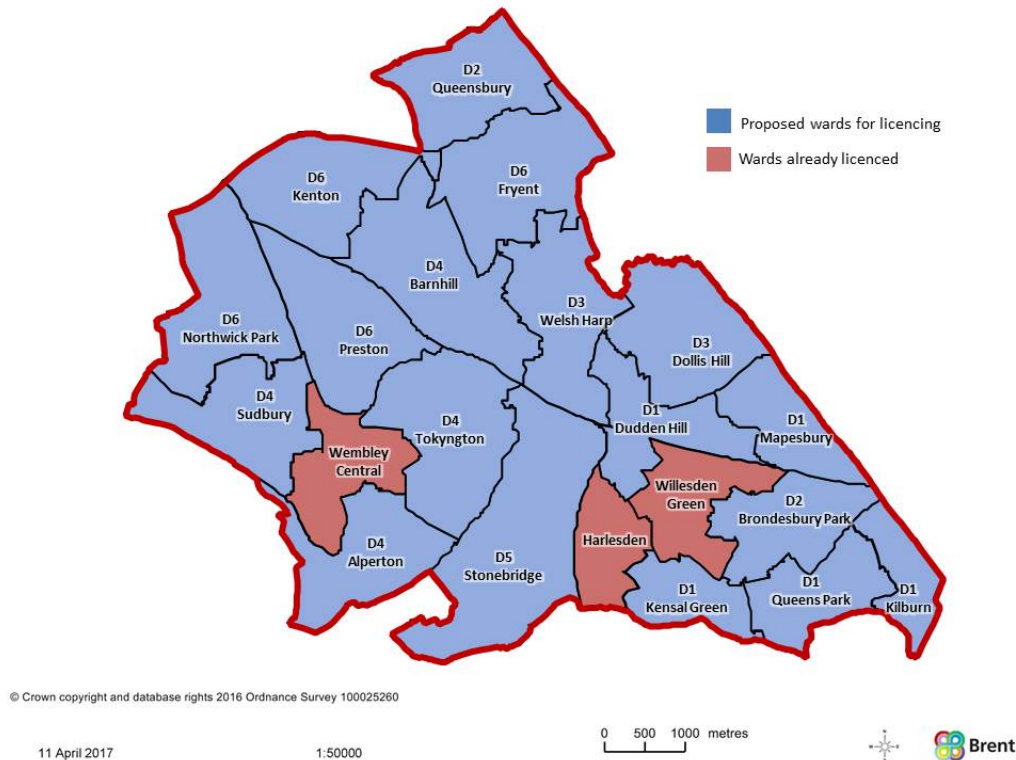 D2
Queensbury
Proposed wards for licencing
Wards already licenced
D6
Kenton
D6
Fryent
D4
Barnhill
D3
Welsh Harp
D6
Northwick Park
D6
Preston
D3
Dollis Hill
D4
Sudbury
D4
Tokyngton
D1
Dudden Hill
D1
Mapesbury
Wembley
Central
Willesden
Green
D2
Brondesbury Park
Harlesden
D4
Alperton
D5
Stonebridge
D1
Kensal Green
D1
Queens Park
D1
Kilburn
© Crown copyright and database rights 2016 Ordnance Survey 100025260
11 April 2017
1:50000
0 500 1000 metres
Brent